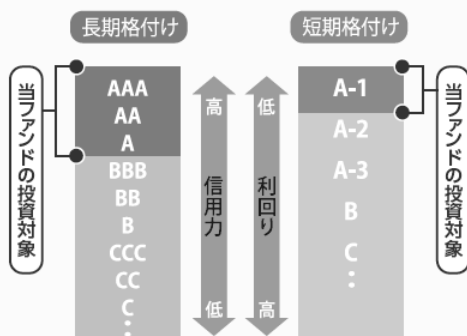 長期格付け
短期格付け
当ファンドの投資対象
AAA
AA
A
BBB
BB
B
CCC
CC
C
:
高
信用力
低
低
利回り
高
A-1
A-2
A-3
B
C
:
当ファンドの投資対象